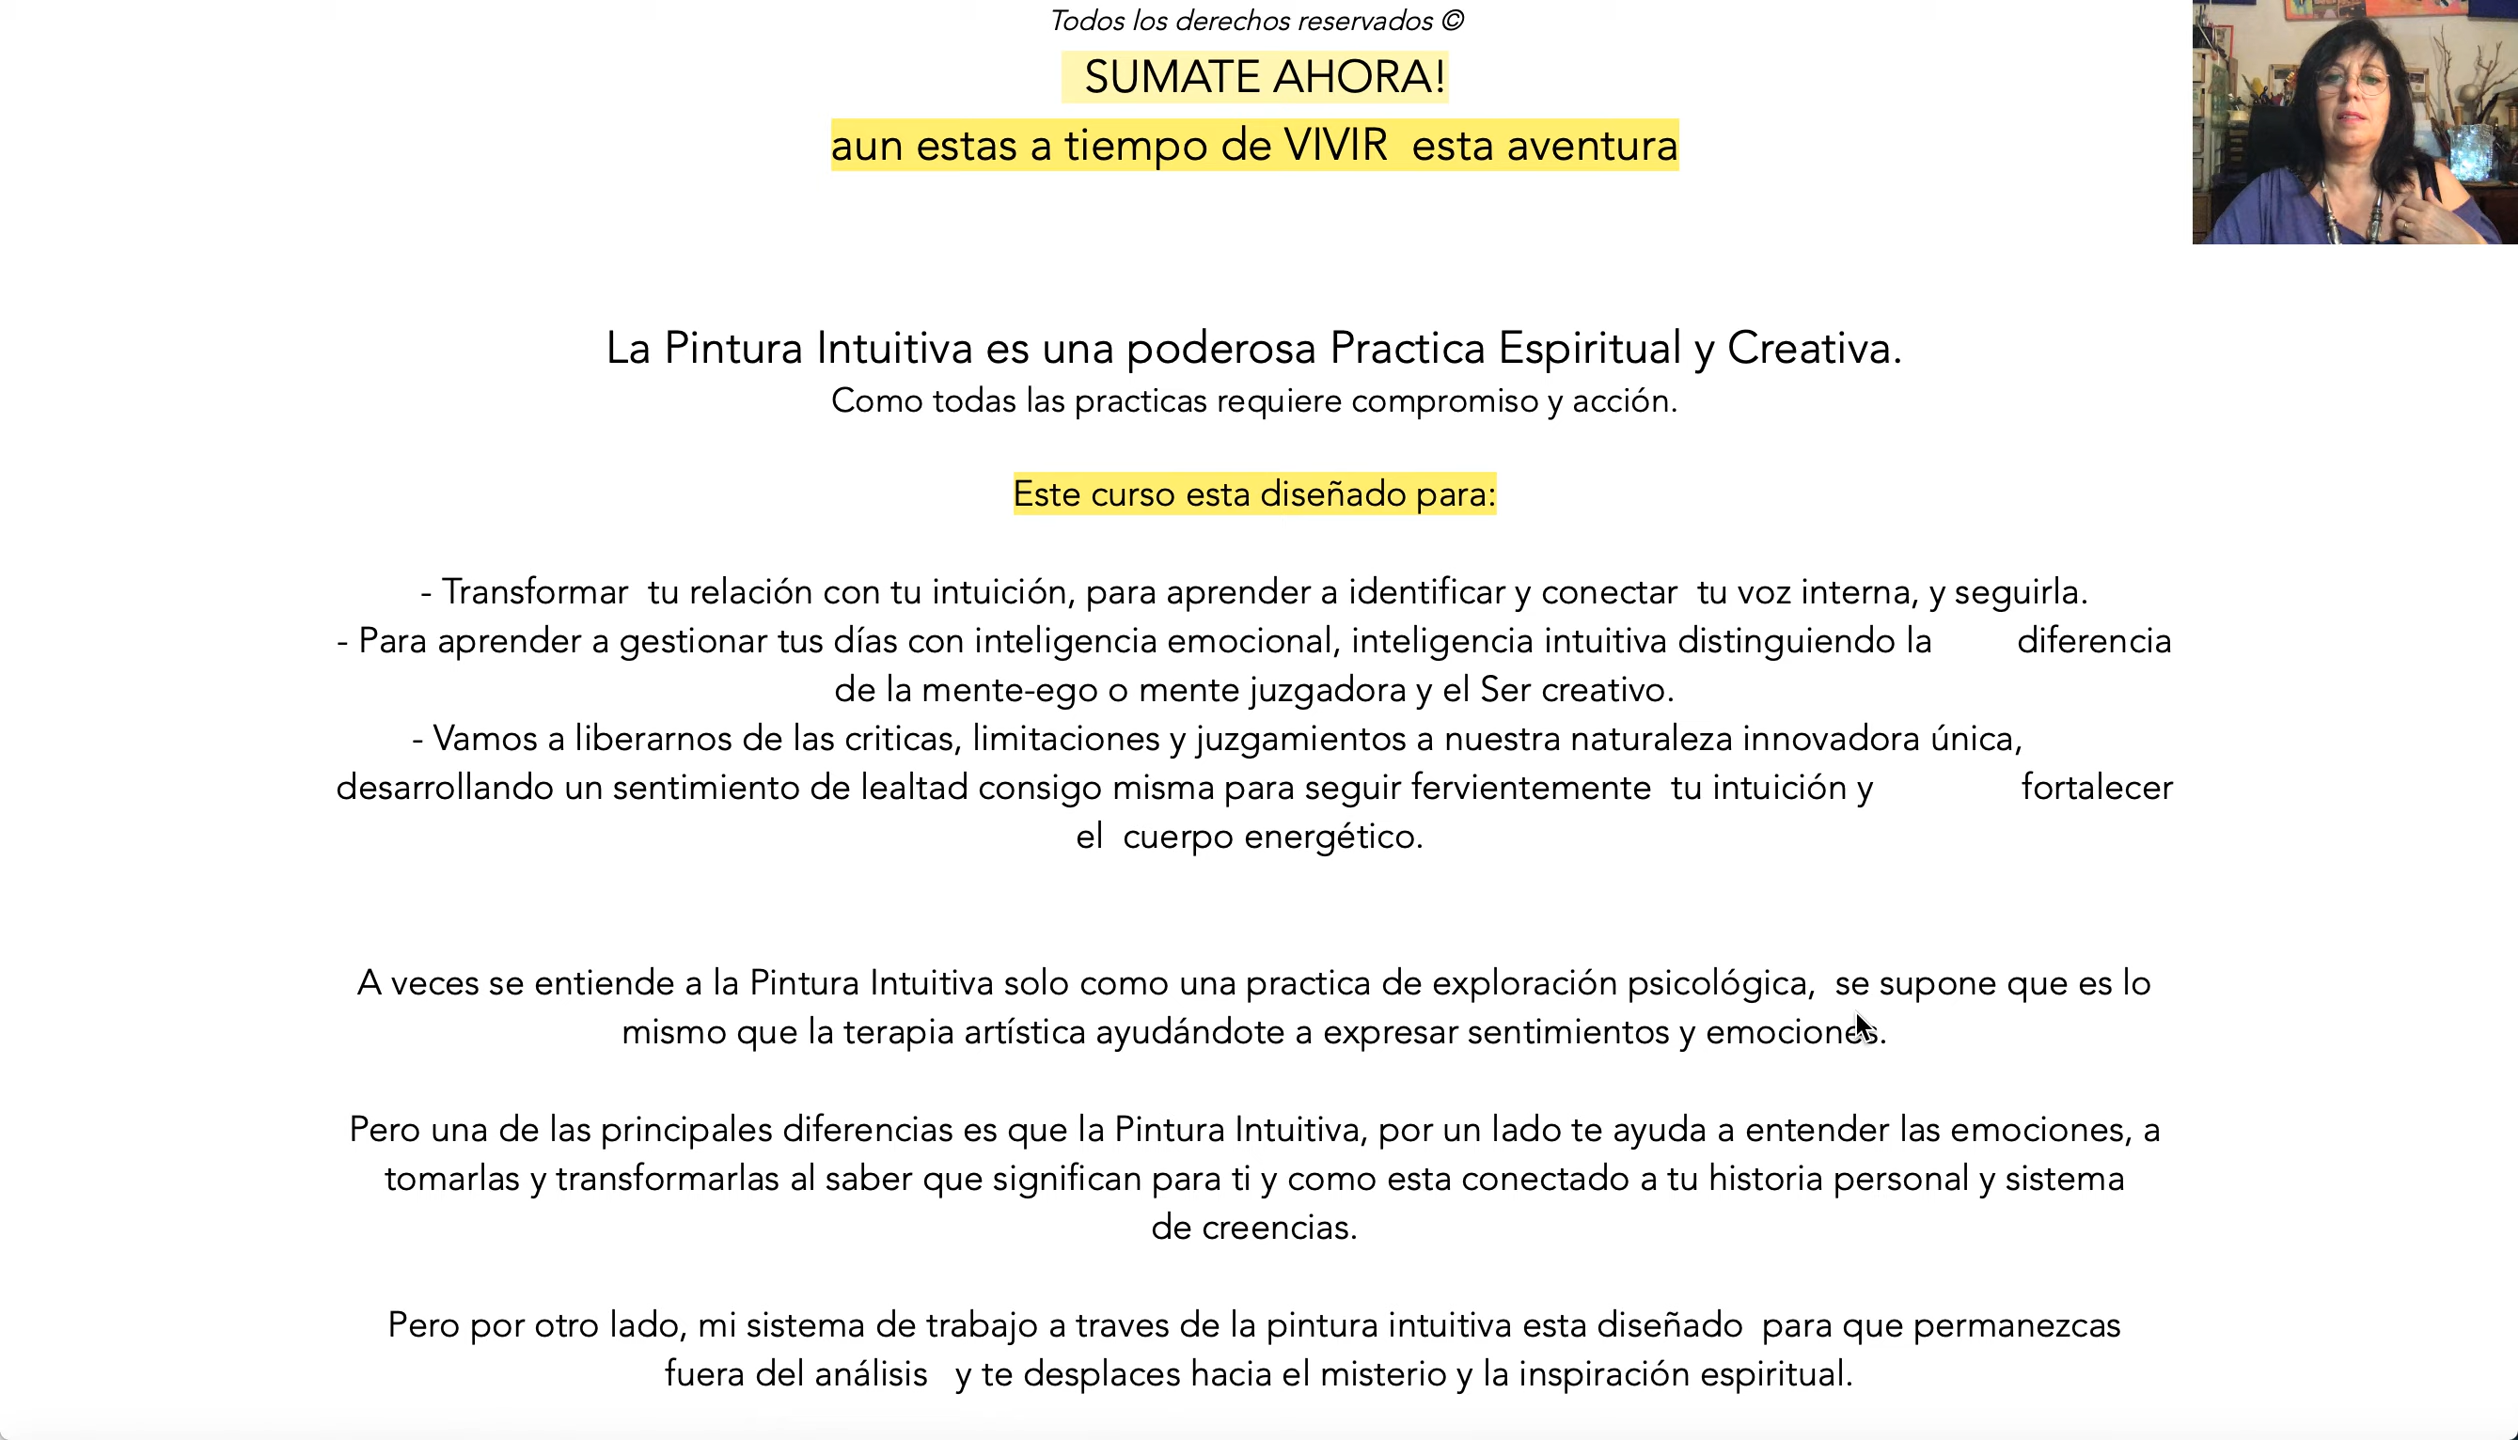 Todos los derechos reservados ©
SUMATE AHORA!
aun estas a tiempo de VIVIR esta aventura
La Pintura Intuitiva es una poderosa Practica Espiritual y Creativa.
Como todas las practicas requiere compromiso y acción.
Este curso esta diseñado para:
- Transformar tu relación con tu intuición, para aprender a identificar y conectar tu voz interna, y seguirla.
- Para aprender a gestionar tus días con inteligencia emocional, inteligencia intuitiva distinguiendo la diferencia
de la mente-ego o mente juzgadora y el Ser creativo.
- Vamos a liberarnos de las criticas, limitaciones y juzgamientos a nuestra naturaleza innovadora única,
desarrollando un sentimiento de lealtad consigo misma para seguir fervientemente tu intuición y fortalecer
el cuerpo energético.
A veces se entiende a la Pintura Intuitiva solo como una practica de exploración psicológica, se supone que es lo
mismo que la terapia artística ayudándote a expresar sentimientos y emociones.
Pero una de las principales diferencias es que la Pintura Intuitiva, por un lado te ayuda a entender las emociones, a
tomarlas y transformarlas al saber que significan para ti y como esta conectado a tu historia personal y sistema
de creencias.
Pero por otro lado, mi sistema de trabajo a traves de la pintura intuitiva esta diseñado para que permanezcas
fuera del análisis y te desplaces hacia el misterio y la inspiración espiritual.